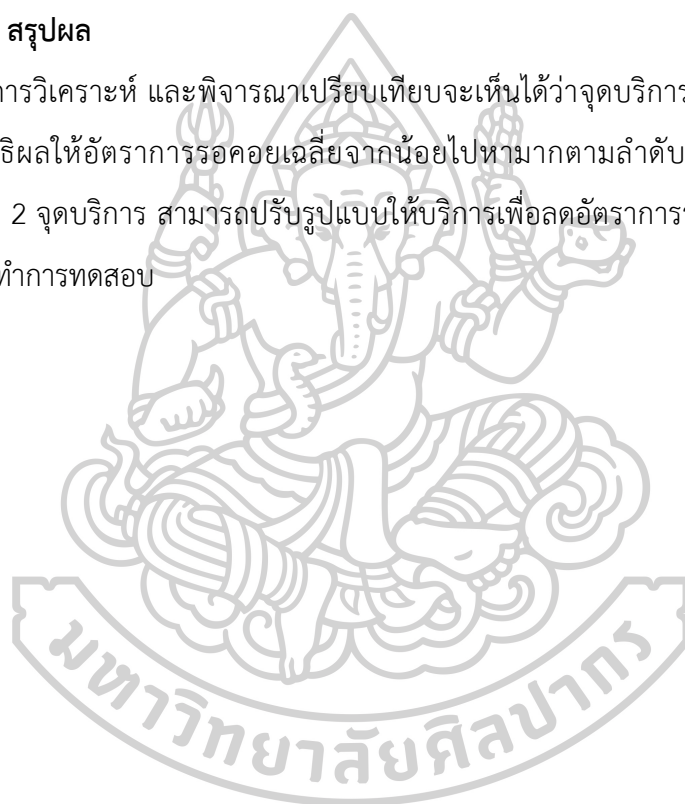 สรุปผล
การวิเคราะห์ และพิจารณาเปรียบเทียบจะเห็นได้ว่าจุดบริการ
ธิผลให้อัตราการรอคอยเฉลี่ยจากน้อยไปหามากตามลำดับ
2 จุดบริการ สามารถปรับรูปแบบให้บริการเพื่อลดอัตราการ
ทำการทดสอบ
มหาวิทยาลัยศิลปากร